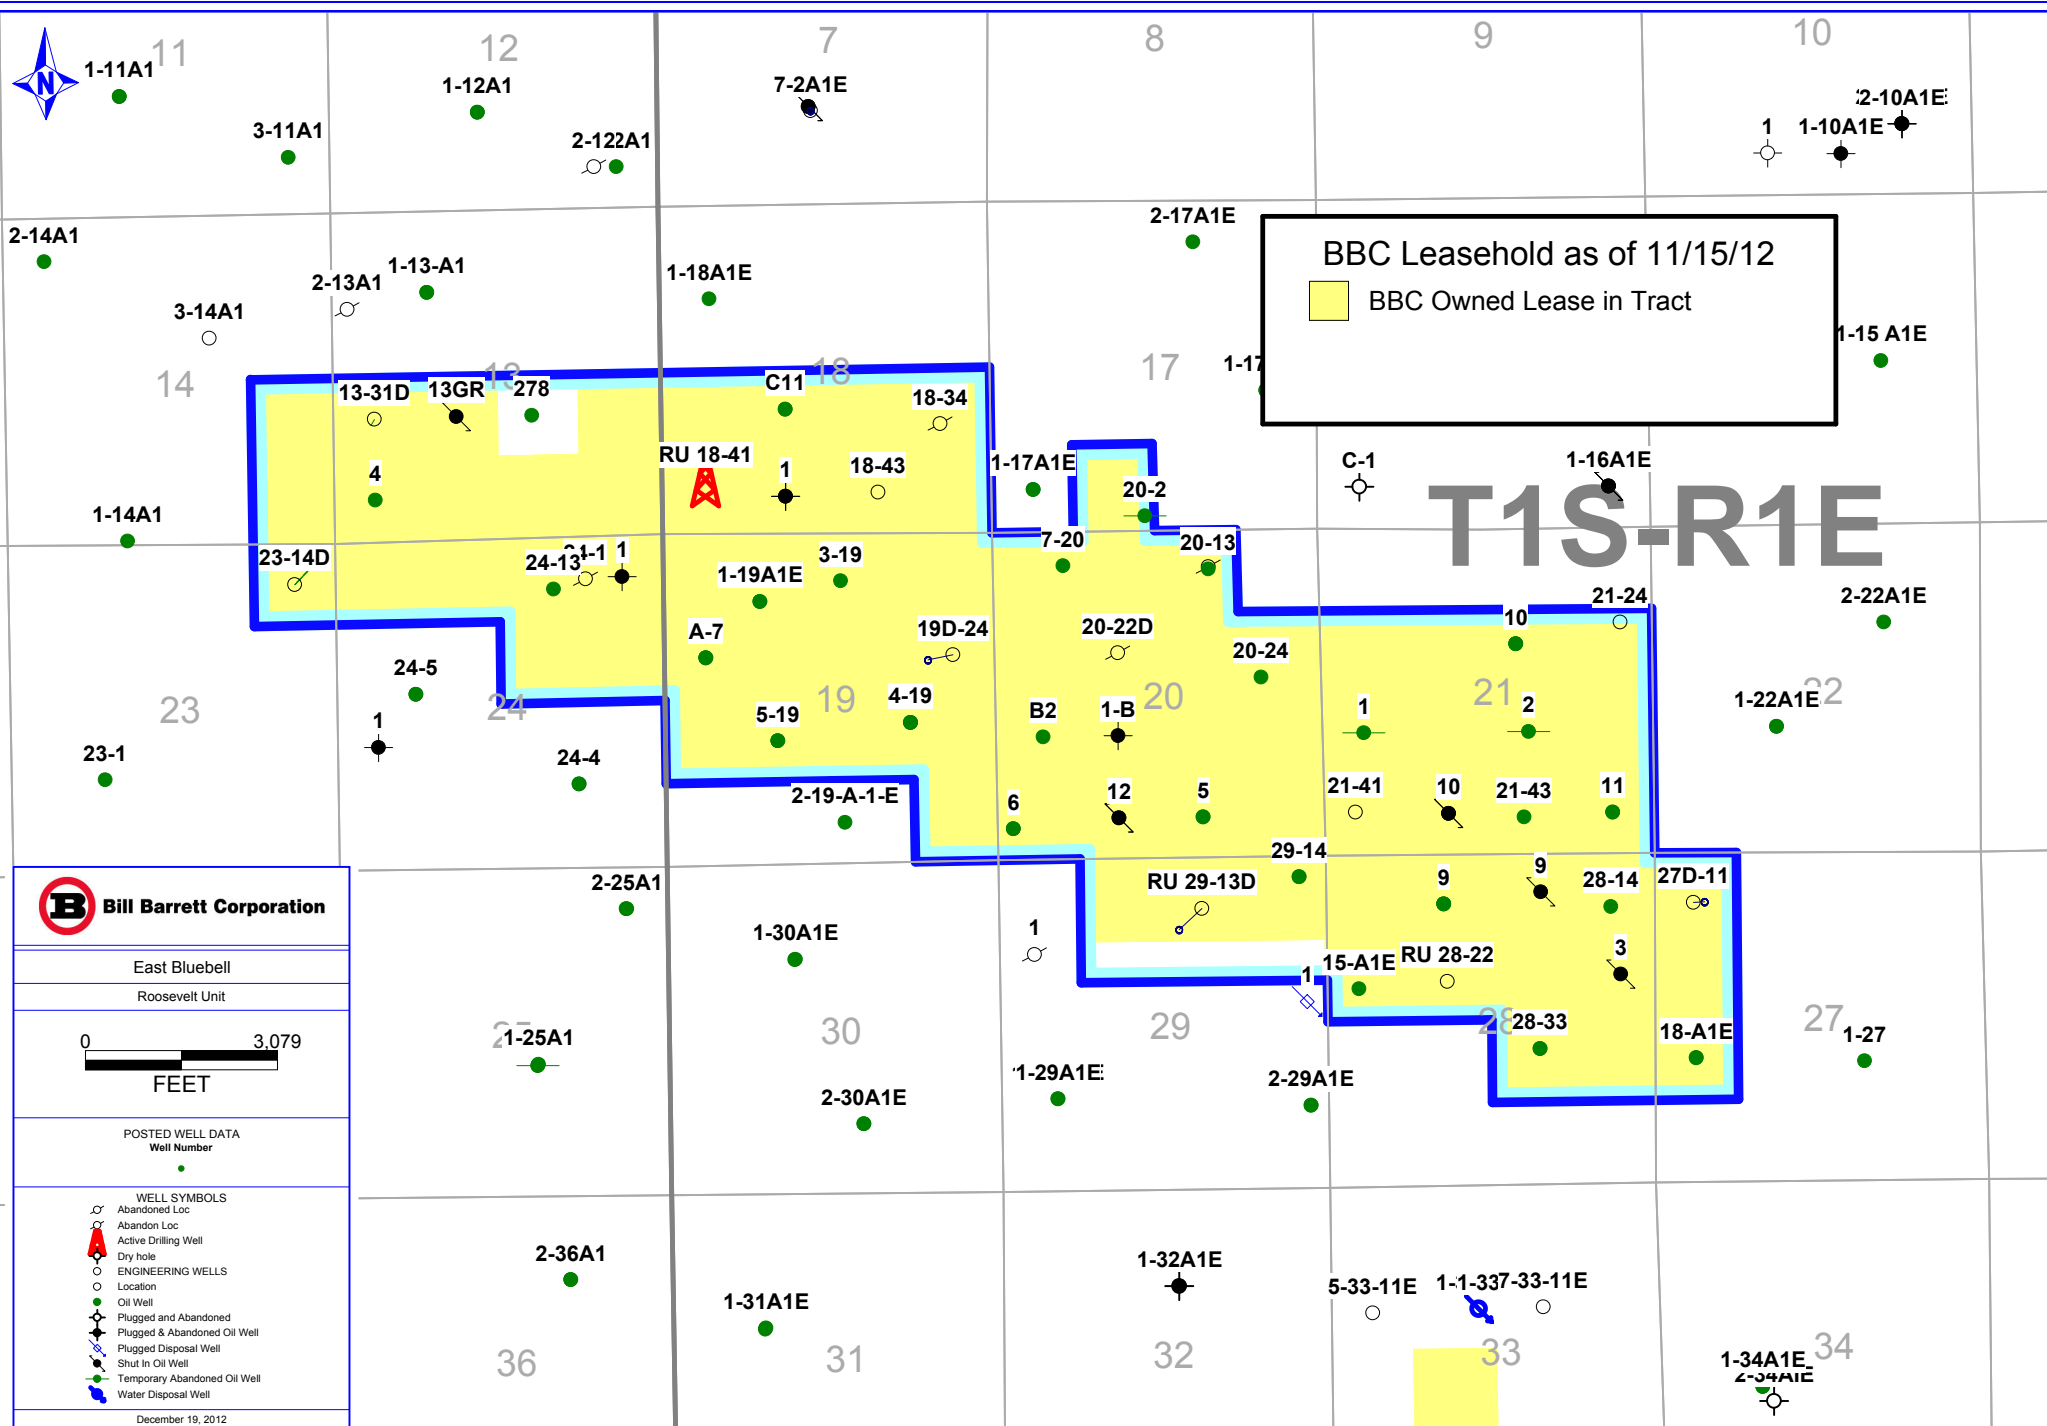 11
12
7
8
9
10
1-11A1
1-12A1
7-2A1E
2-10A1E
N
3-11A1
2-122A1
1
1-10A1E
2-14A1
2-13A1
1-13-A1
1-18A1E
2-17A1E
3-14A1
BBC Leasehold as of 11/15/12
BBC Owned Lease in Tract
1-15 A1E
14
13
18
17
1-17
13-31D
13GR
278
C11
18-34
4
RU 18-41
1
18-43
1-17A1E
20-2
C-1
1-16A1E
T1S-R1E
1-14A1
23-14D
24-13
24-1
1
1-19A1E
3-19
7-20
20-13
21-24
2-22A1E
A-7
19D-24
20-22D
20-24
10
24-5
23
24
19
20
21
22
1
5-19
4-19
B2
1-B
1
2
1-22A1E
23-1
24-4
2-19-A-1-E
6
12
5
21-41
10
21-43
11
29-14
RU 29-13D
9
9
28-14
27D-11
2-25A1
1-30A1E
1
1
15-A1E
RU 28-22
3
1-25A1
30
29
28
28-33
18-A1E
27
1-27
2-30A1E
1-29A1E
2-29A1E
2-36A1
1-31A1E
1-32A1E
5-33-11E
1-1-33
7-33-11E
36
31
32
33
34
1-34A1E
2-34AIE
B
Bill Barrett Corporation
East Bluebell
Roosevelt Unit
0 3,079
FEET
POSTED WELL DATA
Well Number
WELL SYMBOLS
Abandoned Loc
Abandon Loc
Active Drilling Well
Dry hole
ENGINEERING WELLS
Location
Oil Well
Plugged and Abandoned
Plugged & Abandoned Oil Well
Plugged Disposal Well
Shut In Oil Well
Temporary Abandoned Oil Well
Water Disposal Well
December 19, 2012